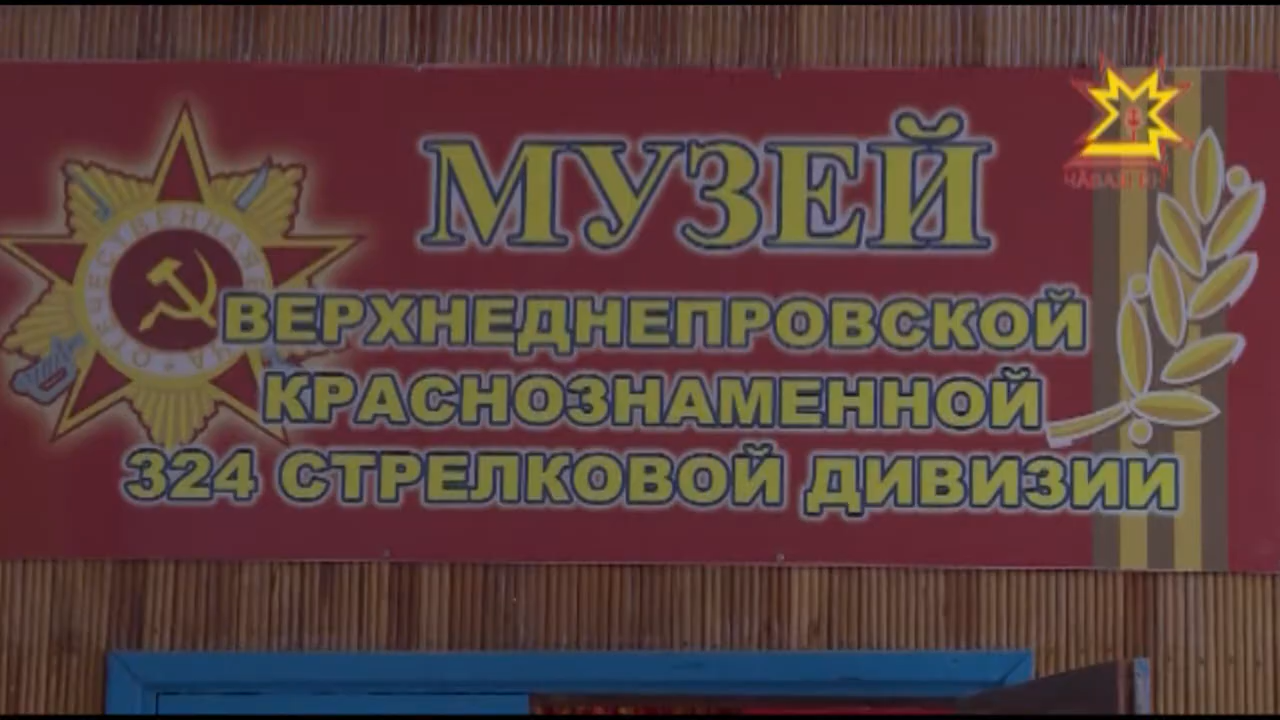 МУЗЕЙ
ВЕРХНЕДНЕПРОВСКОЙ
КРАСНОЗНАМЕННОЙ
324 СТРЕЛКОВОЙ ДИВИЗИИ